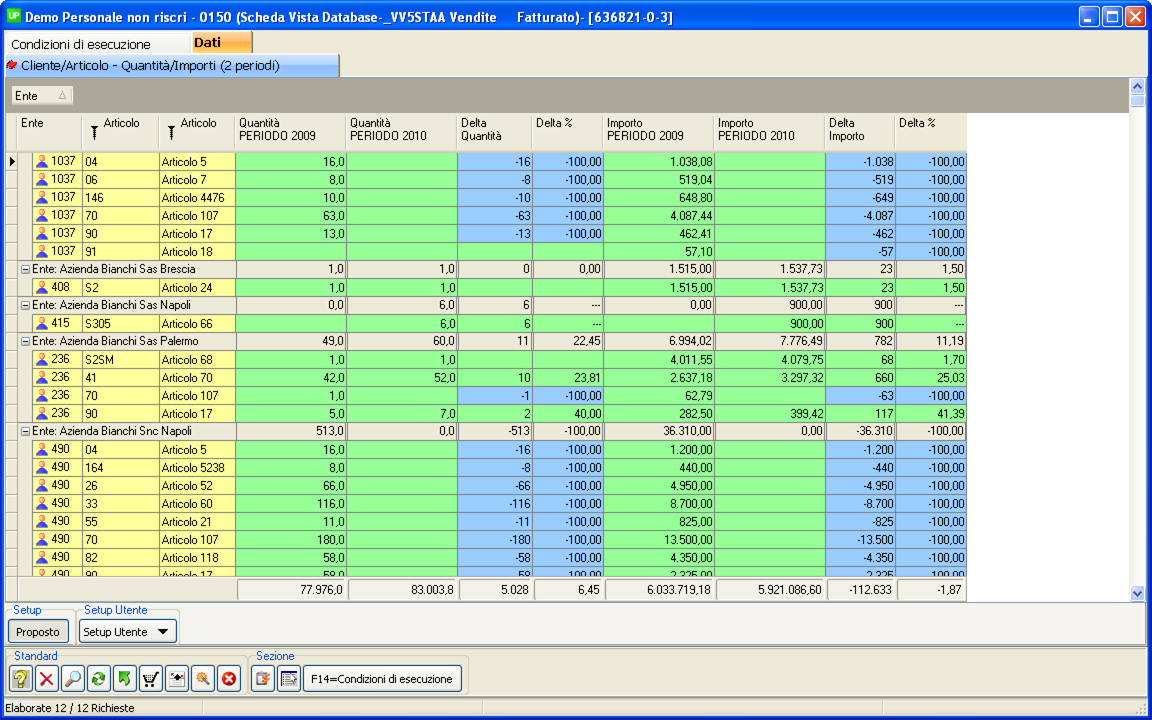 UP Demo Personale non riscri - 0150 (Scheda Vista Database-_VV5STAA Vendite Fatturato)- [636821-0-3]
Condizioni di esecuzione Dati
Cliente/Articolo - Quantità/Importi (2 periodi)
Ente
Ente Articolo Articolo Quantità PERIODO 2009 Quantità PERIODO 2010 Delta Quantità Delta % Importo PERIODO 2009 Importo PERIODO 2010 Delta Importo Delta %
1037 04 Articolo 5 16,0 -16 -100,00 1.038,08 -1.038 -100,00
1037 06 Articolo 7 8,0 -8 -100,00 519,04 -519 -100,00
1037 146 Articolo 4476 10,0 -10 -100,00 648,80 -649 -100,00
1037 70 Articolo 107 63,0 -63 -100,00 4.087,44 -4.087 -100,00
1037 90 Articolo 17 13,0 -13 -100,00 462,41 -462 -100,00
1037 91 Articolo 18 57,10 -57 -100,00
Ente: Azienda Bianchi Sas Brescia 1,0 1,0 0 0,00 1.515,00 1.537,73 23 1,50
408 S2 Articolo 24 1,0 1,0 1.515,00 1.537,73 23 1,50
Ente: Azienda Bianchi Sas Napoli 0,0 6,0 6 --- 0,00 900,00 900 ---
415 S305 Articolo 66 6,0 6 --- 900,00 900 ---
Ente: Azienda Bianchi Sas Palermo 49,0 60,0 11 22,45 6.994,02 7.776,49 782 11,19
236 S2SM Articolo 68 1,0 1,0 4.011,55 4.079,75 68 1,70
236 41 Articolo 70 42,0 52,0 10 23,81 2.637,18 3.297,32 660 25,03
236 70 Articolo 107 1,0 -1 -100,00 62,79 -63 -100,00
236 90 Articolo 17 5,0 7,0 2 40,00 282,50 399,42 117 41,39
Ente: Azienda Bianchi Snc Napoli 513,0 0,0 -513 -100,00 36.310,00 0,00 -36.310 -100,00
490 04 Articolo 5 16,0 -16 -100,00 1.200,00 -1.200 -100,00
490 164 Articolo 5238 8,0 -8 -100,00 440,00 -440 -100,00
490 26 Articolo 52 66,0 -66 -100,00 4.950,00 -4.950 -100,00
490 33 Articolo 60 116,0 -116 -100,00 8.700,00 -8.700 -100,00
490 55 Articolo 21 11,0 -11 -100,00 825,00 -825 -100,00
490 70 Articolo 107 180,0 -180 -100,00 13.500,00 -13.500 -100,00
490 82 Articolo 118 58,0 -58 -100,00 4.350,00 -4.350 -100,00
490 90 Articolo 17 58,0 -58 -100,00 2.325,00 -2.325 -100,00
77.976,0 83.003,8 5.028 6,45 6.033.719,18 5.921.086,60 -112.633 -1,87
Setup Setup Utente
Proposto Setup Utente
Standard Sezione
F14=Condizioni di esecuzione
Elaborate 12 / 12 Richieste